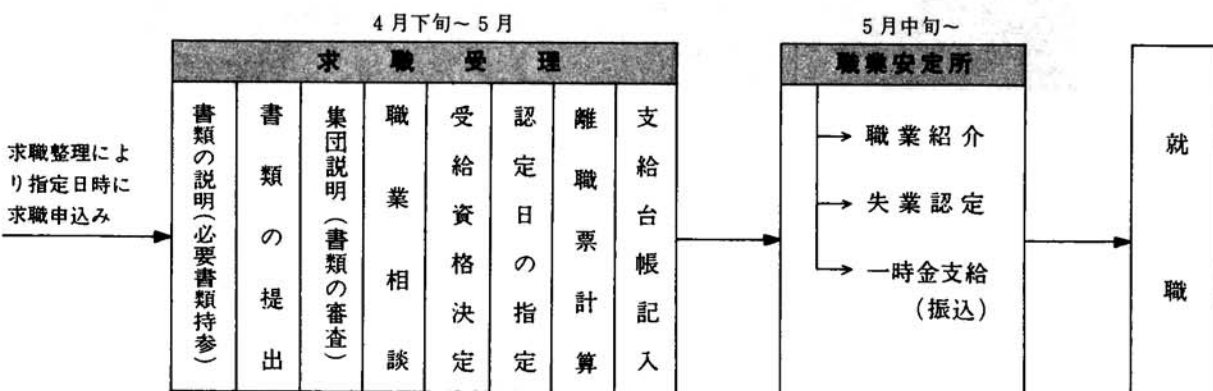 4月下旬～5月
5月中旬～
求職整理によ
り指定日時に
求職申込み
求職受理
書類の説明（必要書類持参）
書類の提出
集団説明（書類の審査）
職業相談
受給資格決定
認定日の指定
離職票計算
支給台帳記入
職業安定所
職業紹介
失業認定
一時金支給
（振込）
就職